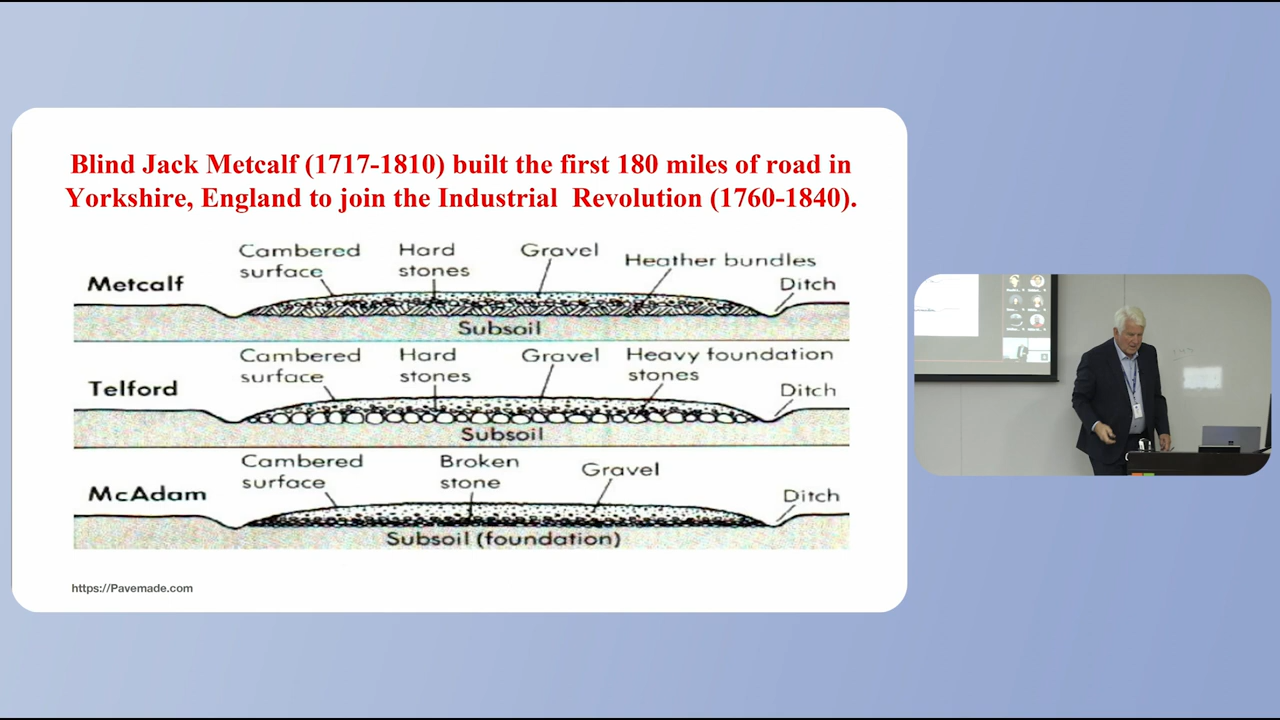 Blind Jack Metcalf (1717-1810) built the first 180 miles of road in
Yorkshire, England to join the Industrial Revolution (1760-1840).
Cambered surface
Hard stones
Gravel
Heather bundles
Metcalf
Ditch
Subsoil
Cambered surface
Hard stones
Gravel
Heavy foundation stones
Telford
Ditch
Subsoil
Cambered surface
Broken stone
Gravel
McAdam
Ditch
Subsoil (foundation)
https://Pavemade.com